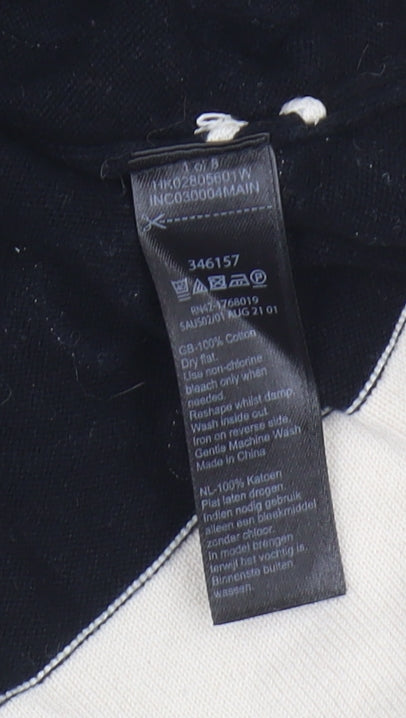 1 of 8
HK02805601W
INC030004MAIN
346157
RN42-1768019
SAUS02/01 AUG 21 01
GB-100% Cotton
Dry flat.
Use non-chlorine
bleach only when
needed.
Reshape whilst damp.
Wash inside out
Iron on reverse side.
Gentle Machine Wash
Made in China
NL-100% Katoen
Plat laten drogen.
Indien nodig gebruik
alleen een bleekmiddel
zonder chloor.
In model brengen
terwijl het vochtig is.
Binnenste buiten
wassen.